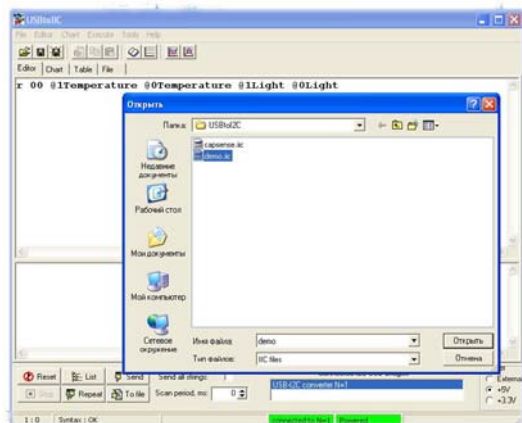 USBtoIIC
File Editor Chart Execute Tools Help
Editor Chart Table File
r 00 @1Temperature @0Temperature @1Light @0Light
Открыть
Папка: USBtoI2C
capsense.iic
demo.iic
Недавние документы
Рабочий стол
Мои документы
Мой компьютер
Сетевое окружение
Имя файла: demo Открыть
Тип файлов: IIC files Отмена
Reset List Send Send all strings:
Stop Repeat To file Scan period, ms: 0
USB-I2C converter N=1
External
+5V
+3.3V
1 : 0 Syntax : OK connected to N=1 Powered